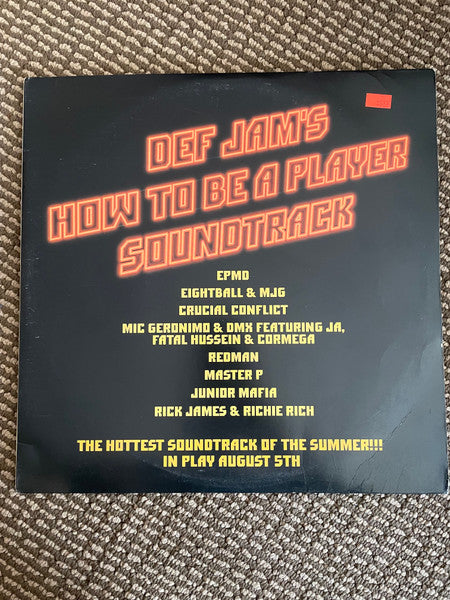 DEF JAM'S
HOW TO BE A PLAYER
SOUNDTRACK
EPMD
EIGHTBALL & MJG
CRUCIAL CONFLICT
MIC GERONIMO & DMX FEATURING JA,
FATAL HUSSEIN & CORMEGA
REDMAN
MASTER P
JUNIOR MAFIA
RICK JAMES & RICHIE RICH
THE HOTTEST SOUNDTRACK OF THE SUMMER!!!
IN PLAY AUGUST 5TH